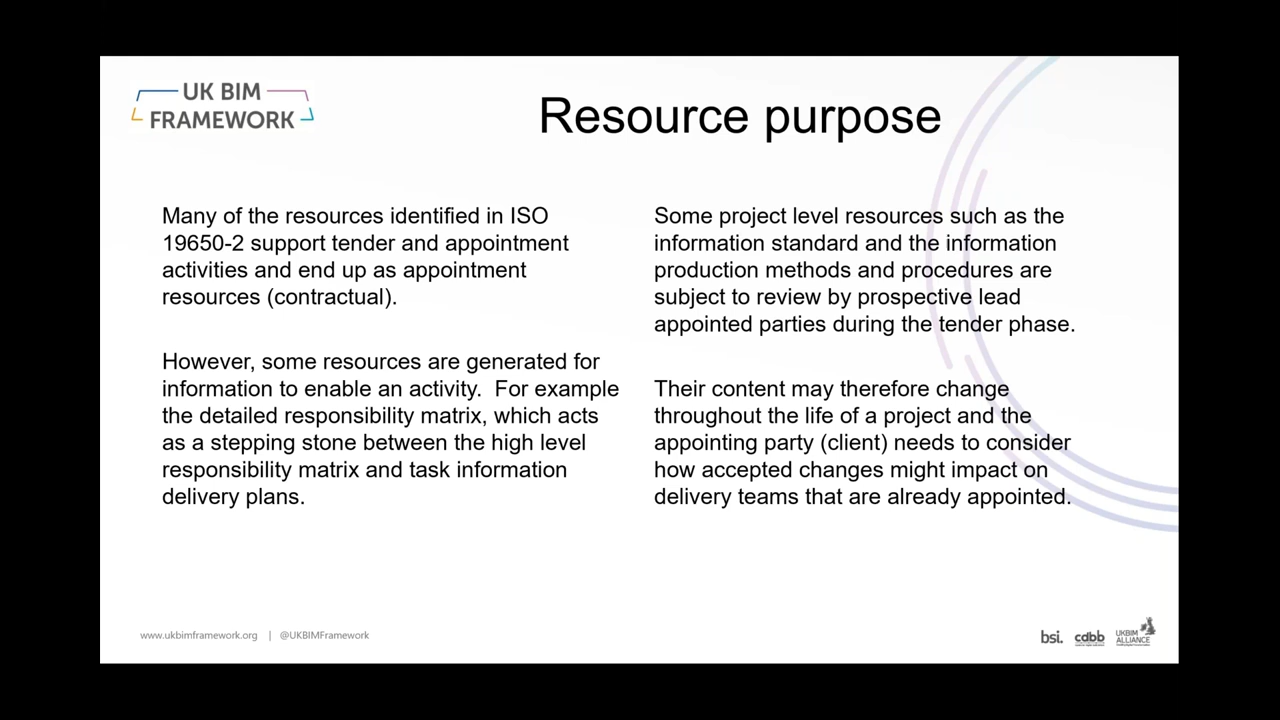 UK BIM
FRAMEWORK
Resource purpose
Many of the resources identified in ISO
19650-2 support tender and appointment
activities and end up as appointment
resources (contractual).
However, some resources are generated for
information to enable an activity.  For example
the detailed responsibility matrix, which acts
as a stepping stone between the high level
responsibility matrix and task information
delivery plans.
Some project level resources such as the
information standard and the information
production methods and procedures are
subject to review by prospective lead
appointed parties during the tender phase.
Their content may therefore change
throughout the life of a project and the
appointing party (client) needs to consider
how accepted changes might impact on
delivery teams that are already appointed.
www.ukbimframework.org | @UKBIMFramework
bsi.
cdbb
UKBIM
ALLIANCE